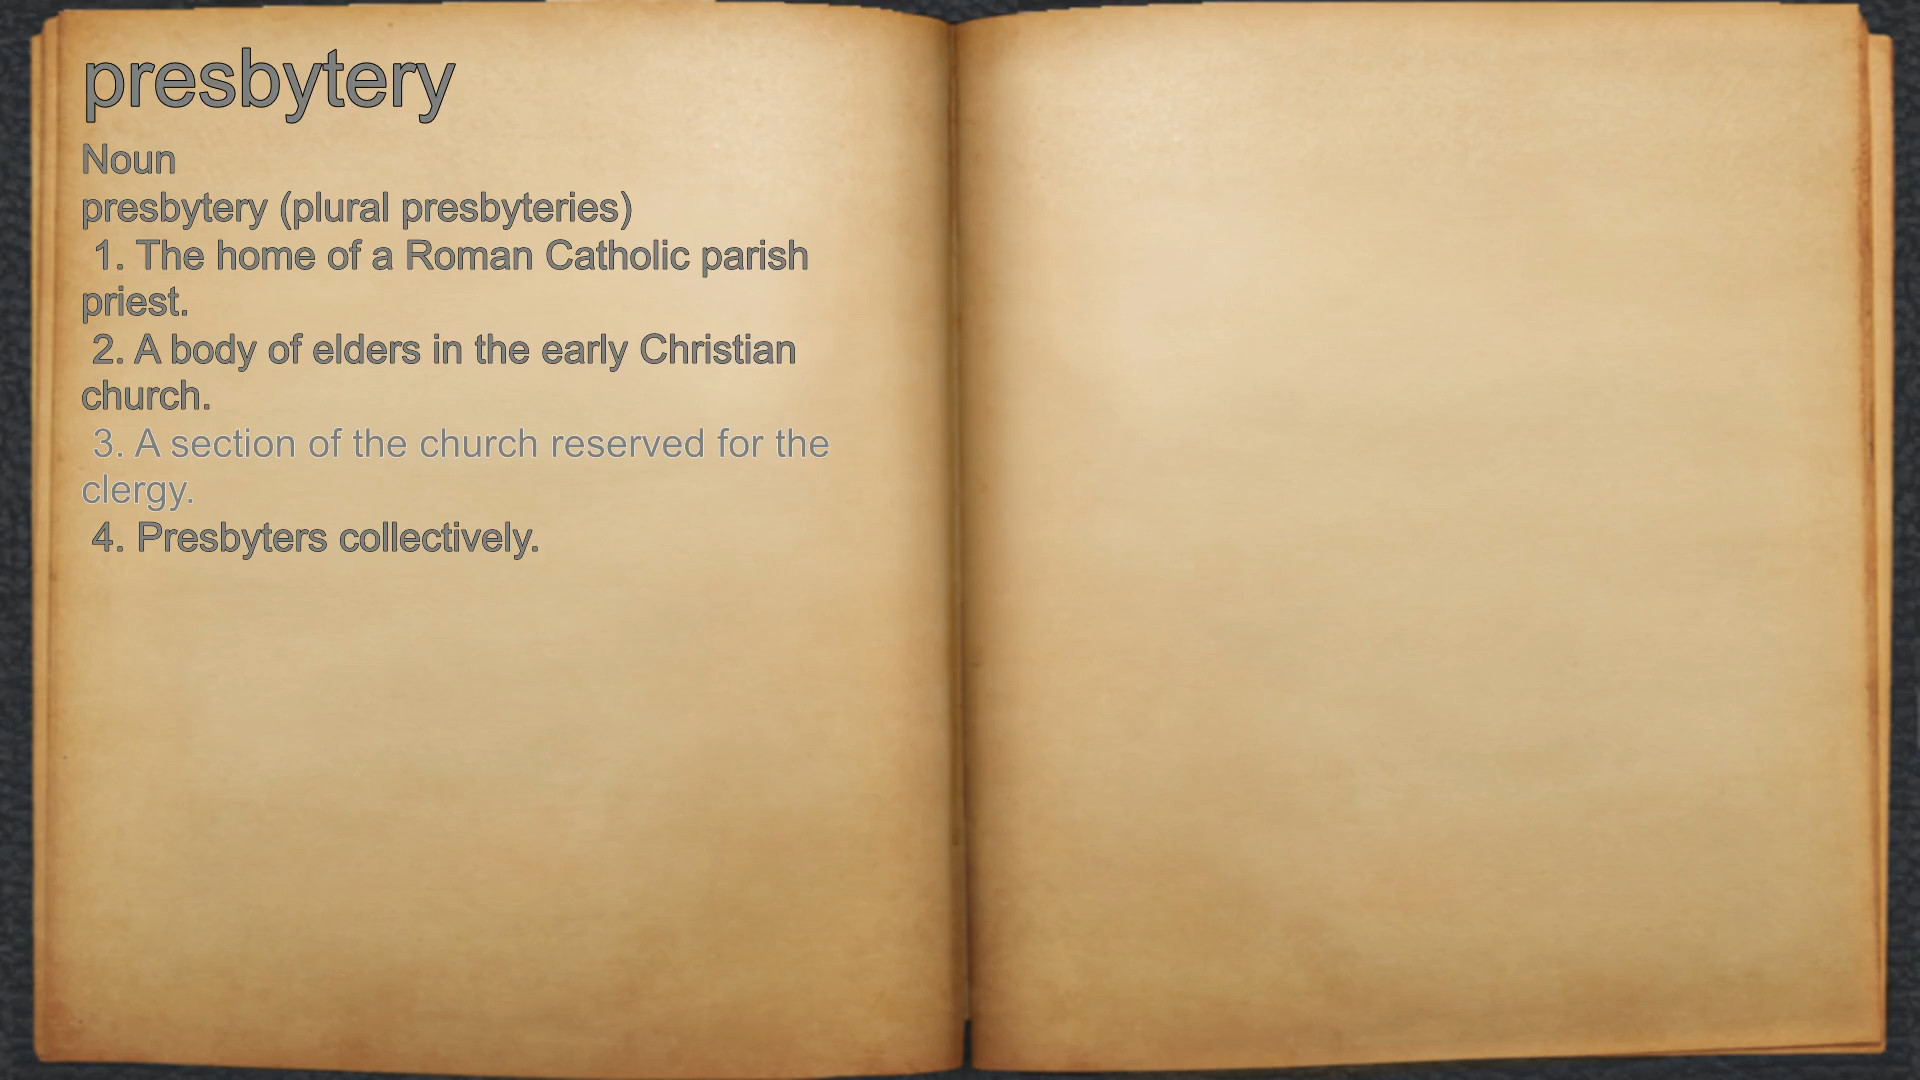 presbytery
Noun
presbytery (plural presbyteries)
1. The home of a Roman Catholic parish
priest.
2. A body of elders in the early Christian
church.
3. A section of the church reserved for the
clergy.
4. Presbyters collectively.